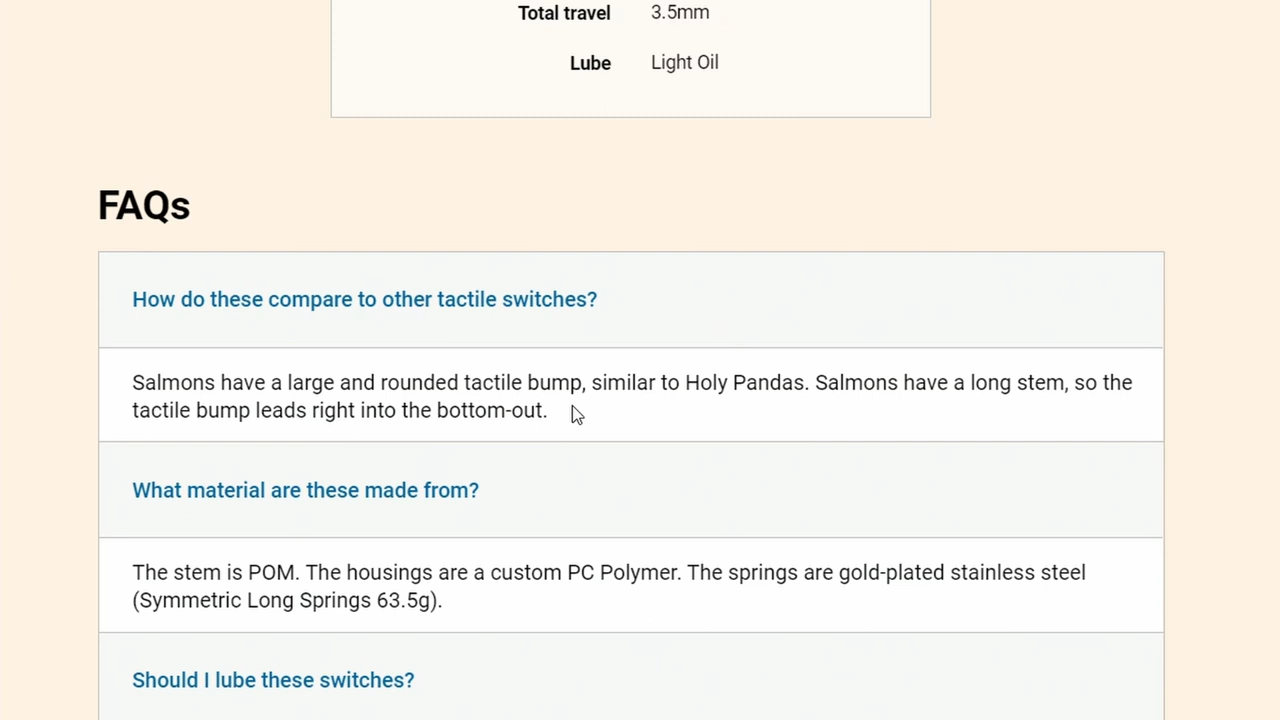 Total travel 3.5mm
Lube Light Oil
FAQs
How do these compare to other tactile switches?
Salmons have a large and rounded tactile bump, similar to Holy Pandas. Salmons have a long stem, so the
tactile bump leads right into the bottom-out.
What material are these made from?
The stem is POM. The housings are a custom PC Polymer. The springs are gold-plated stainless steel
(Symmetric Long Springs 63.5g).
Should I lube these switches?